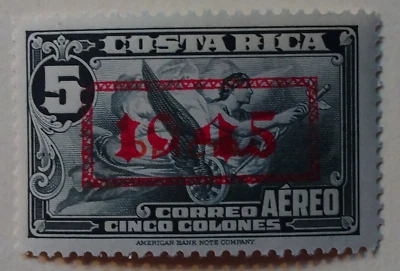 COSTA RICA
5
1945
CORREO AÉREO
CINCO COLONES
AMERICAN BANK NOTE COMPANY